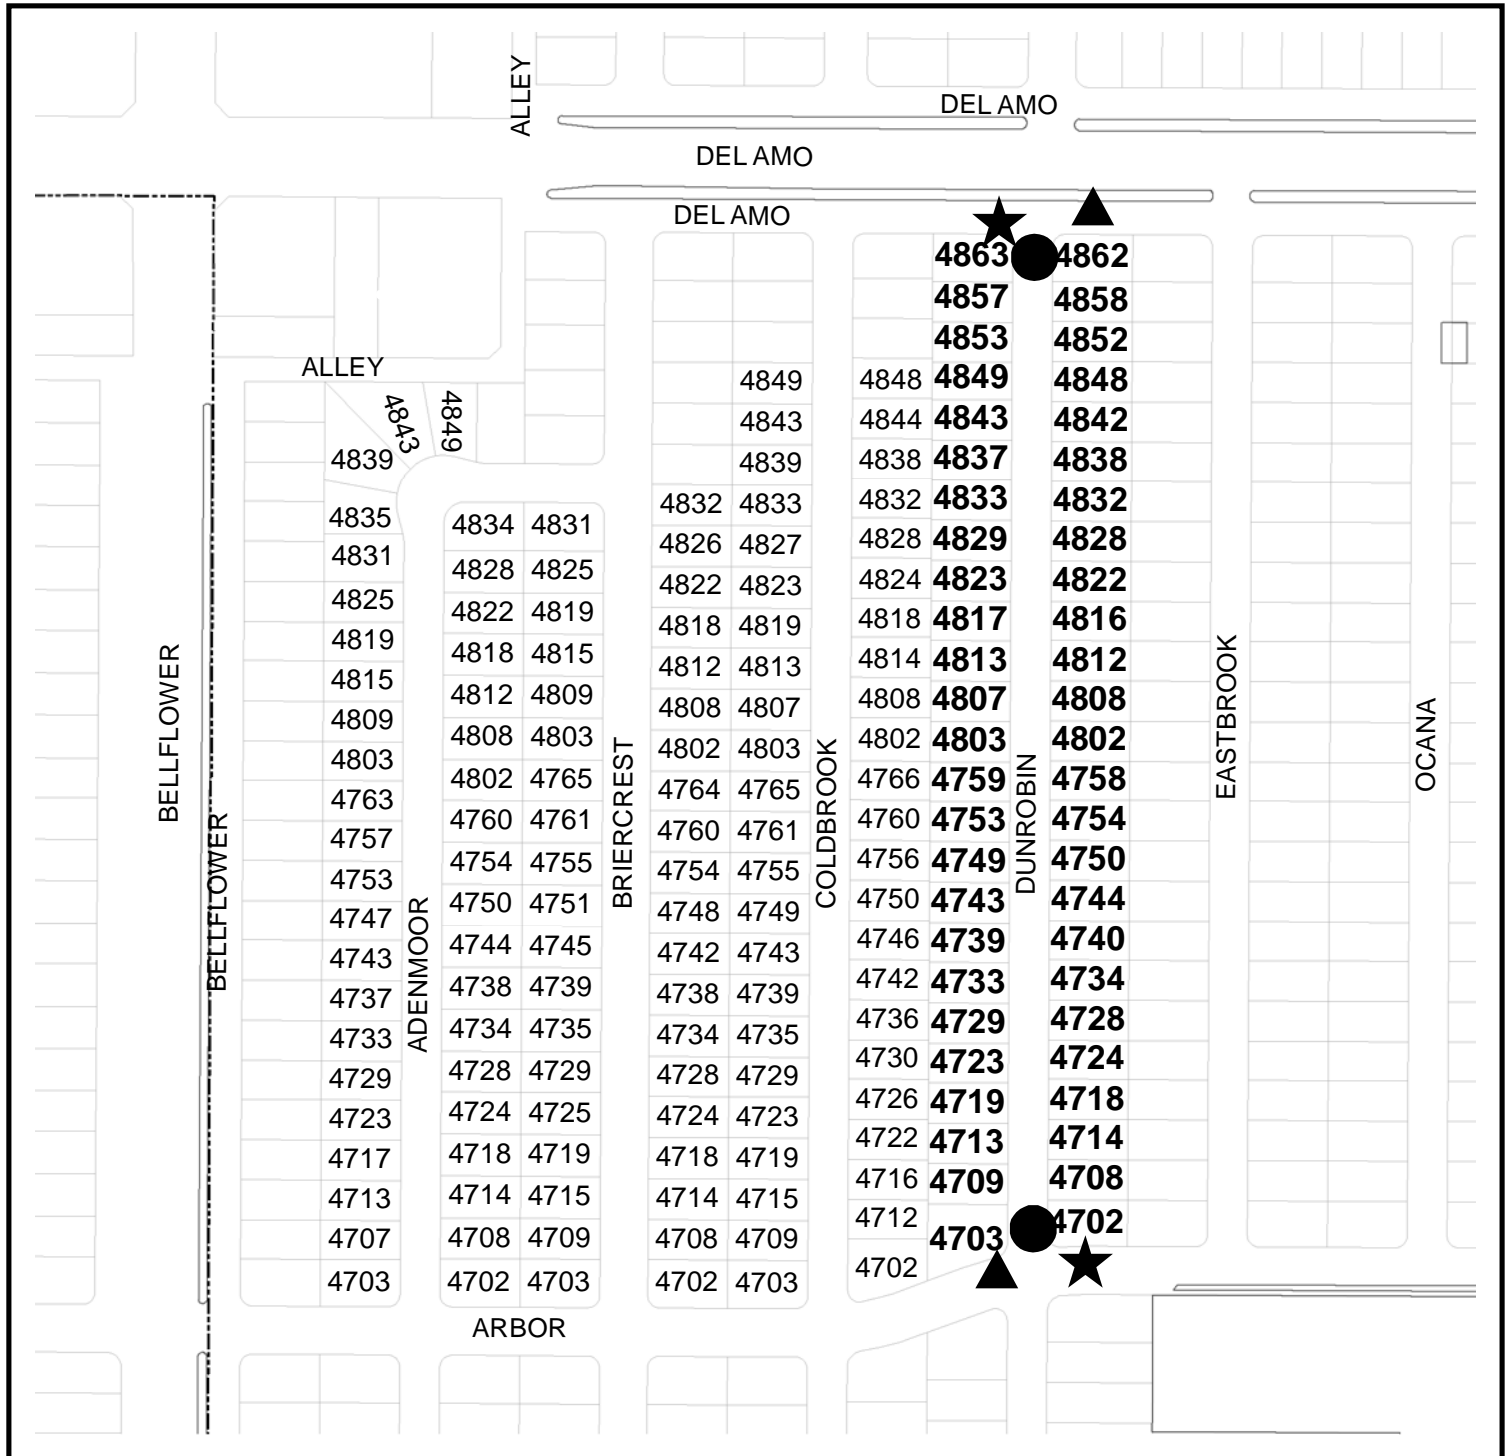 ALLEY
DEL AMO
DEL AMO
DEL AMO
4863 4862
4857 4858
4853 4852
ALLEY
4849 4848 4849 4848
4843 4849 4843 4844 4843 4842
4839 4839 4838 4837 4838
4832 4833 4832 4833 4832
4835 4834 4831 4826 4827 4828 4829 4828
4831 4828 4825 4822 4823 4824 4823 4822
4825 4822 4819 4818 4819 4818 4817 4816
4819 4818 4815 4812 4813 4814 4813 4812
4815 4812 4809 4808 4807 4808 4807 4808
4809 4808 4803 4802 4803 4802 4803 4802
4803 4802 4765 4764 4765 4766 4759 4758
4763 4760 4761 4760 4761 4760 4753 4754
4757 4754 4755 4754 4755 4756 4749 4750
4753 4750 4751 4748 4749 4750 4743 4744
4747 4744 4745 4742 4743 4746 4739 4740
4743 4738 4739 4738 4739 4742 4733 4734
4737 4734 4735 4734 4735 4736 4729 4728
4733 4728 4729 4728 4729 4730 4723 4724
4729 4724 4725 4724 4723 4726 4719 4718
4723 4718 4719 4718 4719 4722 4713 4714
4717 4714 4715 4714 4715 4716 4709 4708
4713 4708 4709 4708 4709 4712 4703 4702
4707 4702 4703 4702 4703 4702
4703
BELLFLOWER
BELLFLOWER
ADENMOOR
BRIERCREST
COLDBROOK
DUNROBIN
EASTBROOK
OCANA
ARBOR